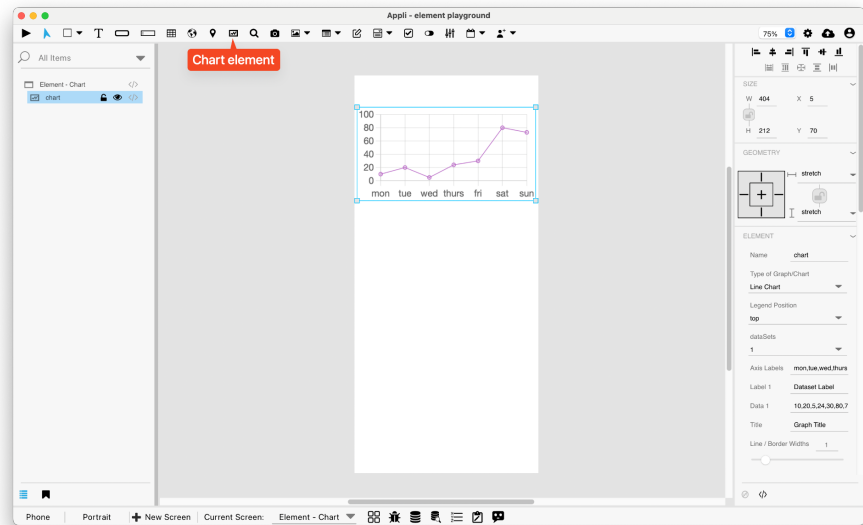 Appli - element playground
T
75%
Chart element
All Items
Element - Chart
chart
100
80
60
40
20
0
mon tue wed thurs fri sat sun
SIZE
W 404 X 5
H 212 Y 70
GEOMETRY
stretch
stretch
ELEMENT
Name chart
Type of Graph/Chart
Line Chart
Legend Position
top
dataSets
1
Axis Labels mon,tue,wed,thurs
Label 1 Dataset Label
Data 1 10,20,5,24,30,80,7
Title Graph Title
Line / Border Widths 1
Phone Portrait New Screen Current Screen: Element - Chart